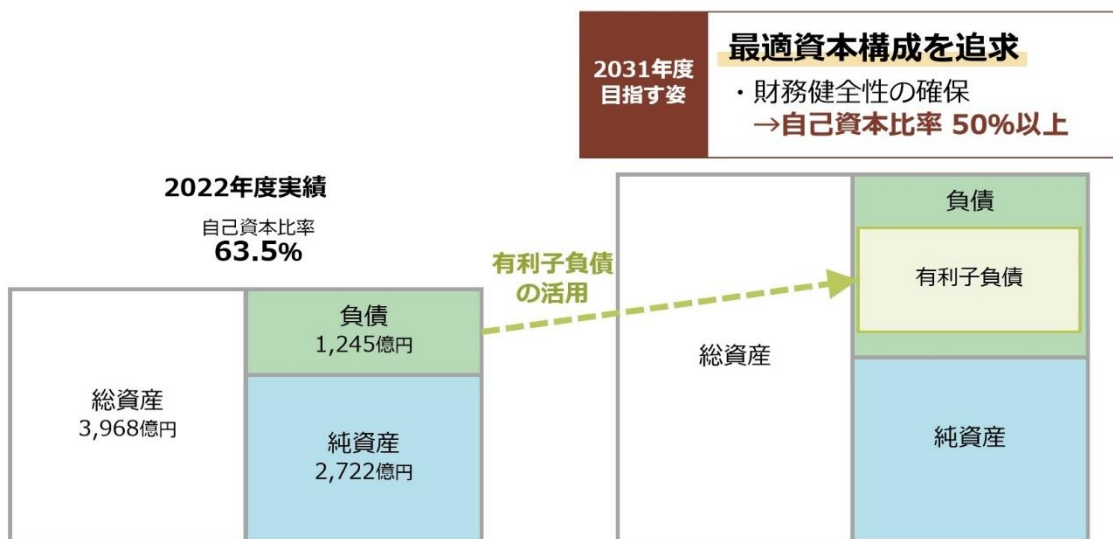 2031年度
目指す姿
最適資本構成を追求
・財務健全性の確保
→自己資本比率 50%以上
2022年度実績
自己資本比率
63.5%
総資産
3,968億円
負債
1,245億円
純資産
2,722億円
有利子負債
の活用
総資産
負債
有利子負債
純資産